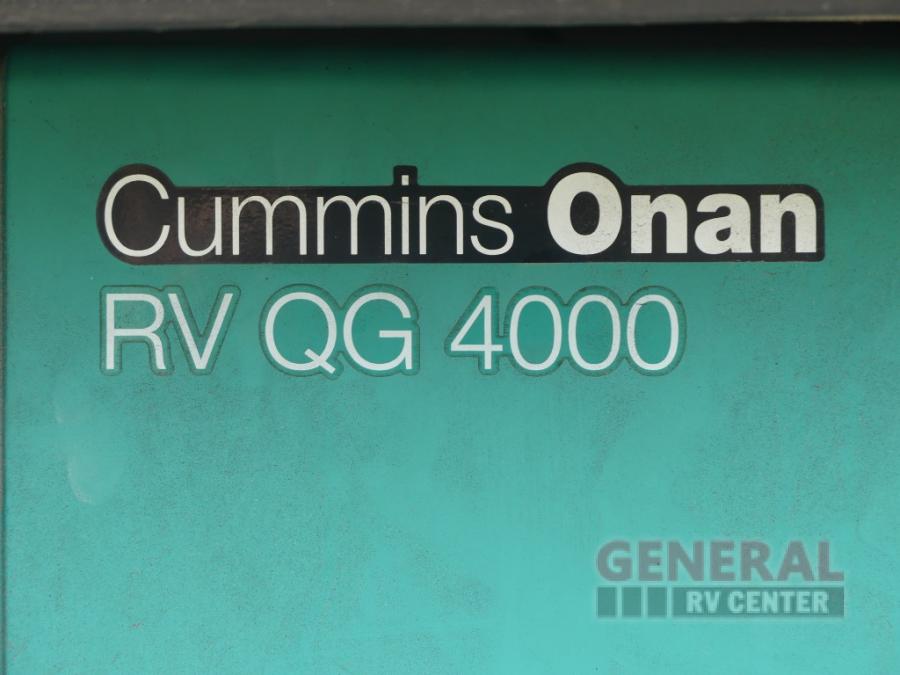 Cummins Onan
RV QG 4000
GENERAL
RV CENTER